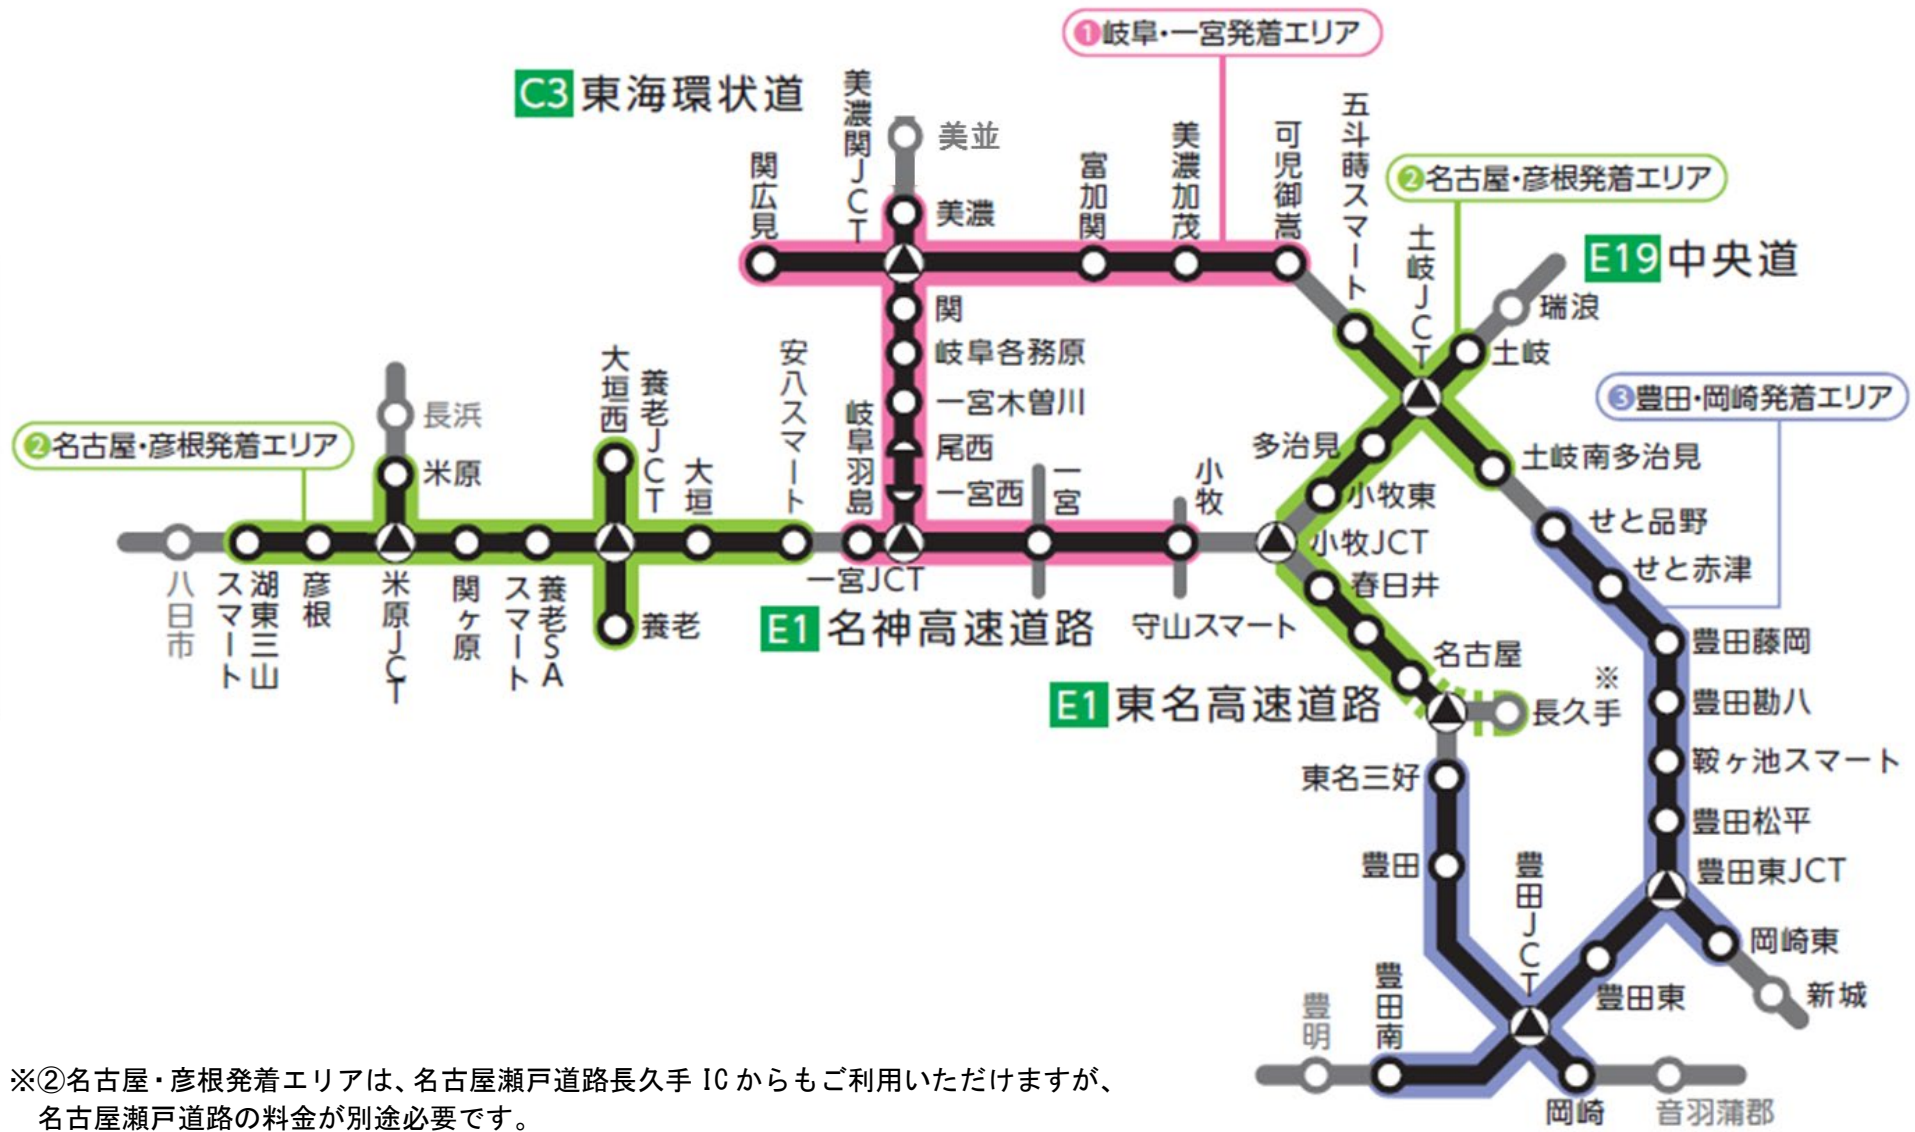 ①岐阜・一宮発着エリア
C3 東海環状道
美濃関JCT
美並
関広見
美濃
富加関
美濃加茂
可児御嵩
五斗蒔スマート
②名古屋・彦根発着エリア
土岐JCT
E19 中央道
瑞浪
土岐
関
岐阜各務原
一宮木曽川
尾西
一宮西
岐阜羽島
安八スマート
大垣西
養老JCT
大垣
長浜
米原
②名古屋・彦根発着エリア
③豊田・岡崎発着エリア
一宮
小牧
多治見
小牧東
小牧JCT
土岐南多治見
せと品野
せと赤津
八日市
湖東三山
スマート
彦根
米原JCT
関ヶ原
養老SA
スマート
養老
一宮JCT
E1 名神高速道路
守山スマート
春日井
名古屋
E1 東名高速道路
※
長久手
豊田藤岡
豊田勘八
鞍ヶ池スマート
豊田松平
豊田東JCT
東名三好
豊田
豊田JCT
岡崎東
新城
豊田東
豊明
豊田南
岡崎
音羽蒲郡
※②名古屋・彦根発着エリアは、名古屋瀬戸道路長久手 IC からもご利用いただけますが、
名古屋瀬戸道路の料金が別途必要です。